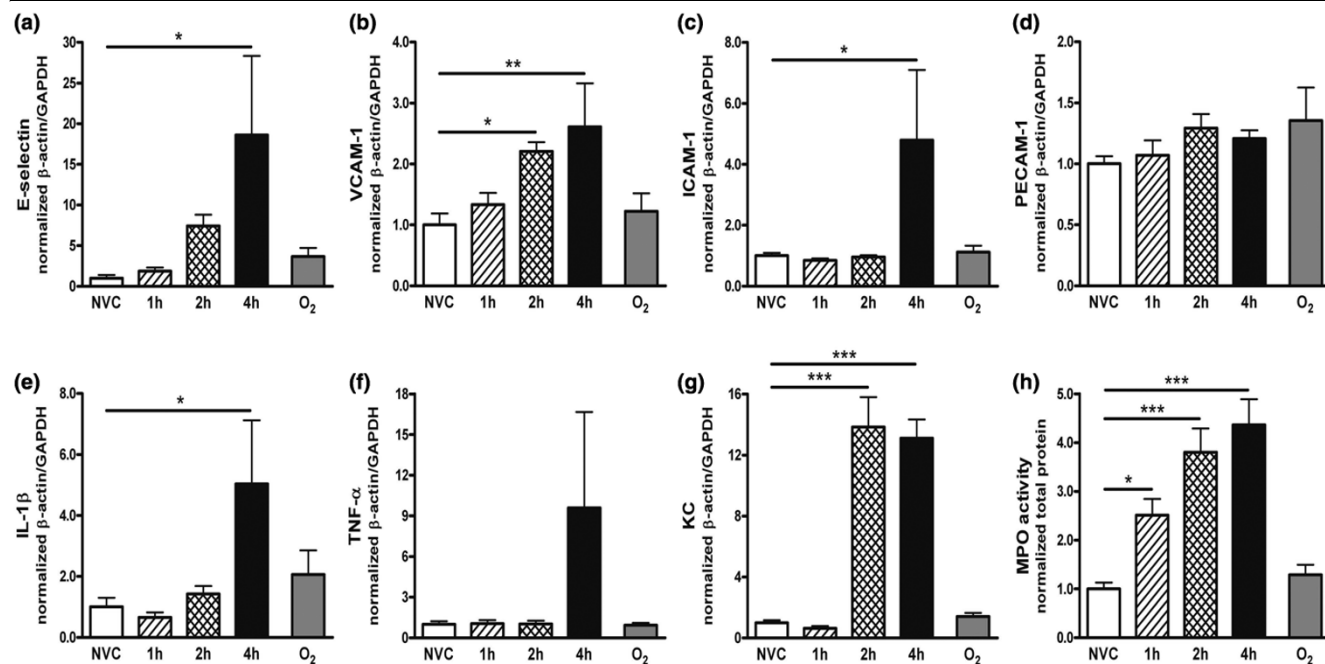 (a)
*
30
25
20
15
10
5
0
E-selectin
normalized β-actin/GAPDH
NVC 1h 2h 4h O₂
(b)
**
*
4.0
3.0
2.0
1.0
0.0
VCAM-1
normalized β-actin/GAPDH
NVC 1h 2h 4h O₂
(c)
*
8.0
6.0
4.0
2.0
0.0
ICAM-1
normalized β-actin/GAPDH
NVC 1h 2h 4h O₂
(d)
2.0
1.5
1.0
0.5
0.0
PECAM-1
normalized β-actin/GAPDH
NVC 1h 2h 4h O₂
(e)
*
8.0
6.0
4.0
2.0
0.0
IL-1β
normalized β-actin/GAPDH
NVC 1h 2h 4h O₂
(f)
18
15
12
9
6
3
0
TNF-α
normalized β-actin/GAPDH
NVC 1h 2h 4h O₂
(g)
***
***
16
12
8
4
0
KC
normalized β-actin/GAPDH
NVC 1h 2h 4h O₂
(h)
***
***
*
5.0
4.0
3.0
2.0
1.0
0.0
MPO activity
normalized total protein
NVC 1h 2h 4h O₂